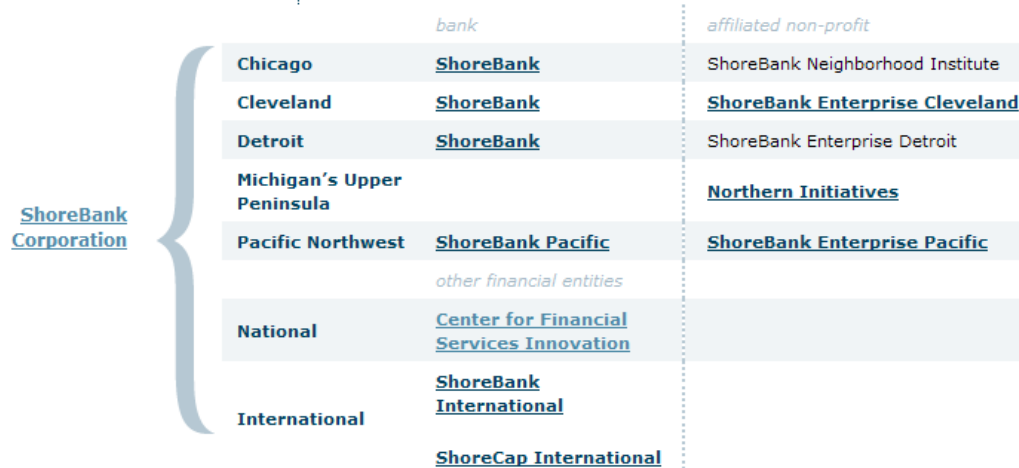 bank affiliated non-profit
Chicago ShoreBank ShoreBank Neighborhood Institute
Cleveland ShoreBank ShoreBank Enterprise Cleveland
Detroit ShoreBank ShoreBank Enterprise Detroit
Michigan’s Upper
Peninsula Northern Initiatives
ShoreBank
Corporation
Pacific Northwest ShoreBank Pacific ShoreBank Enterprise Pacific
other financial entities
National Center for Financial
Services Innovation
International ShoreBank
International
ShoreCap International